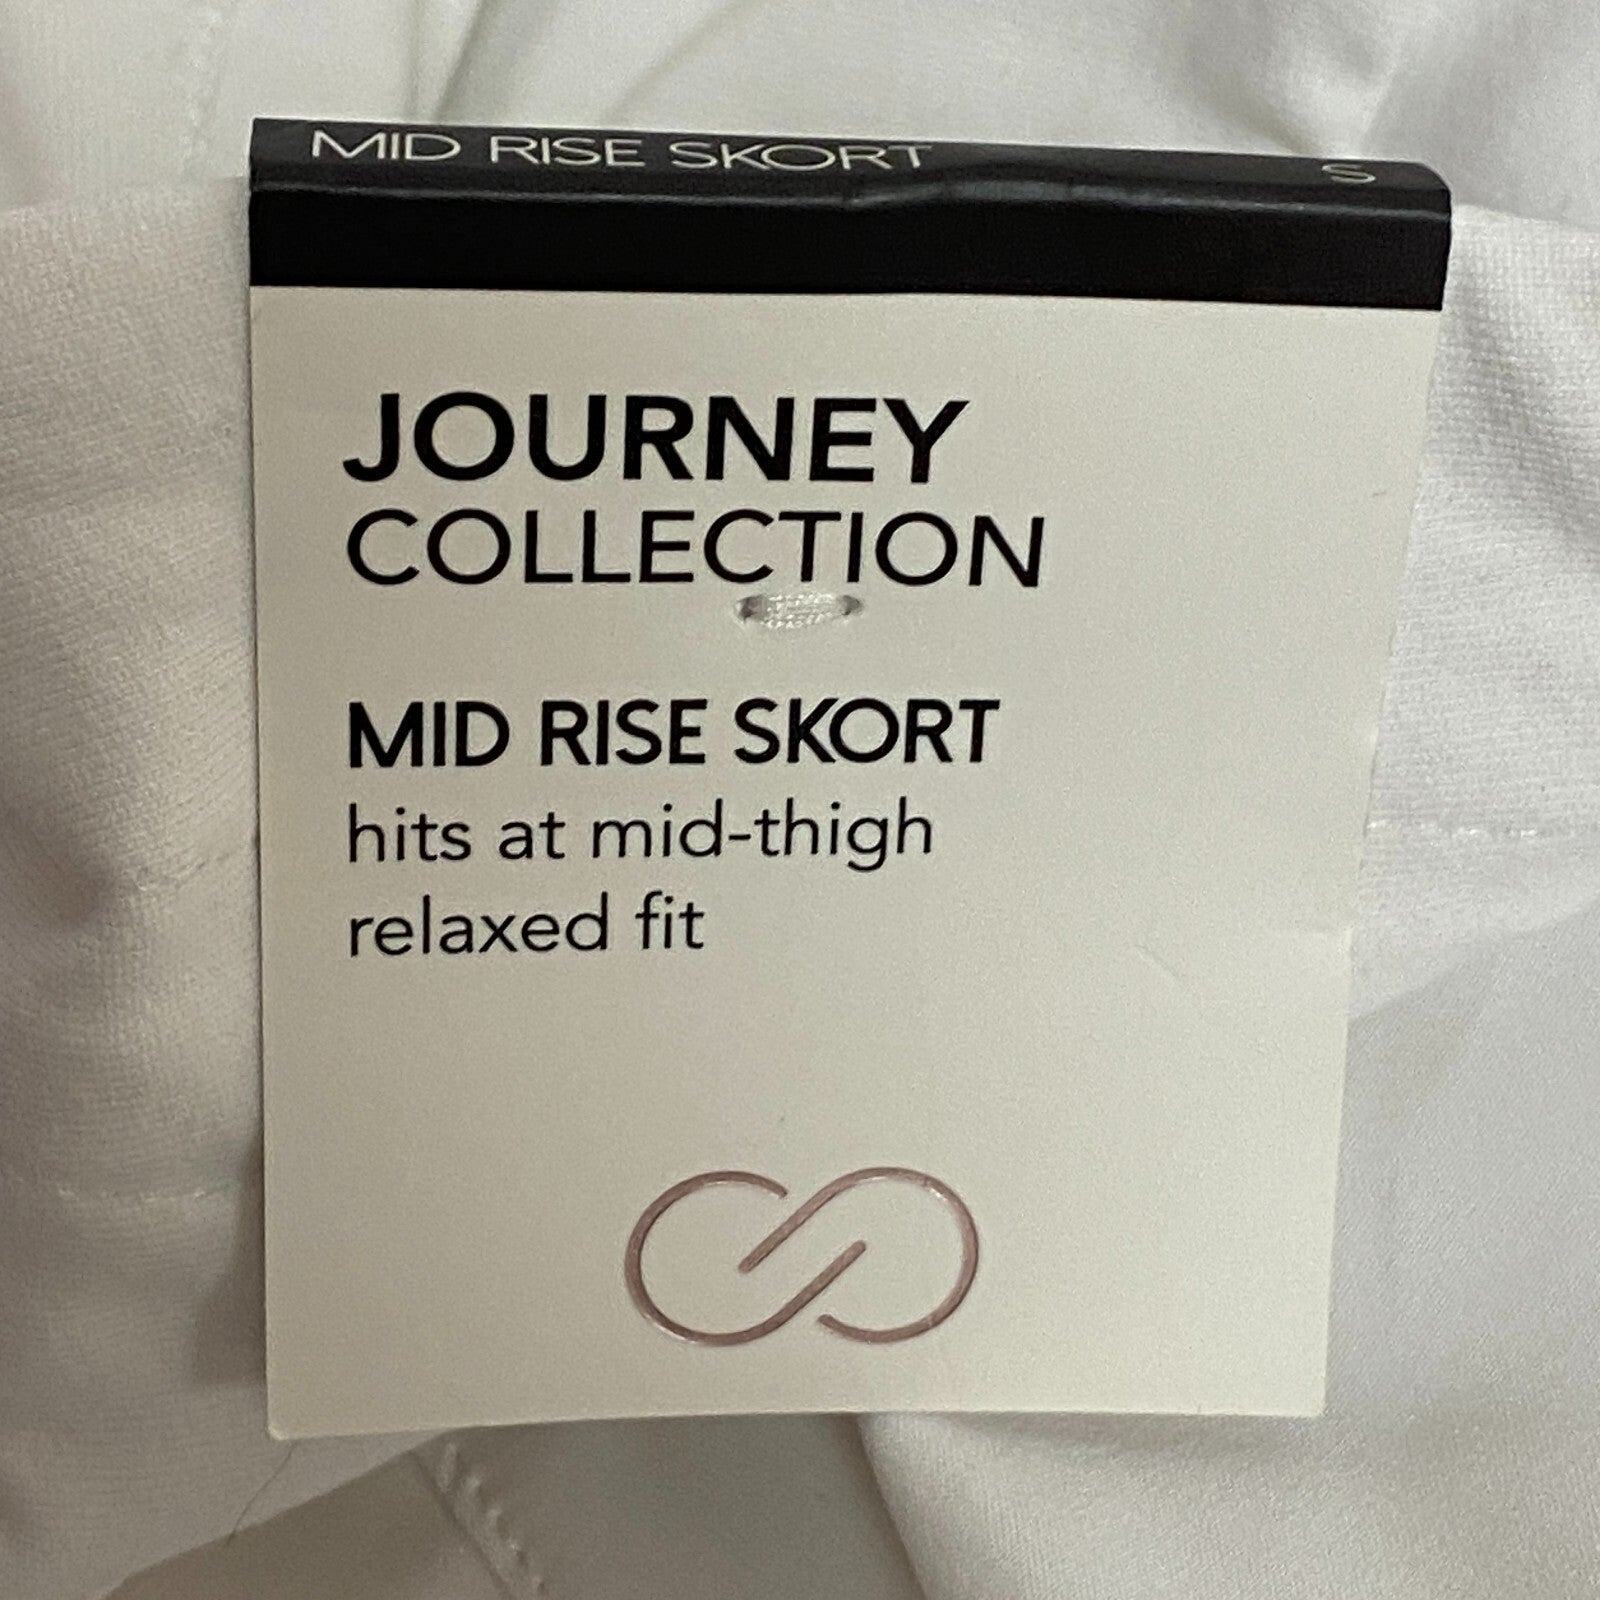 MID RISE SKORT S
JOURNEY
COLLECTION
MID RISE SKORT
hits at mid-thigh
relaxed fit